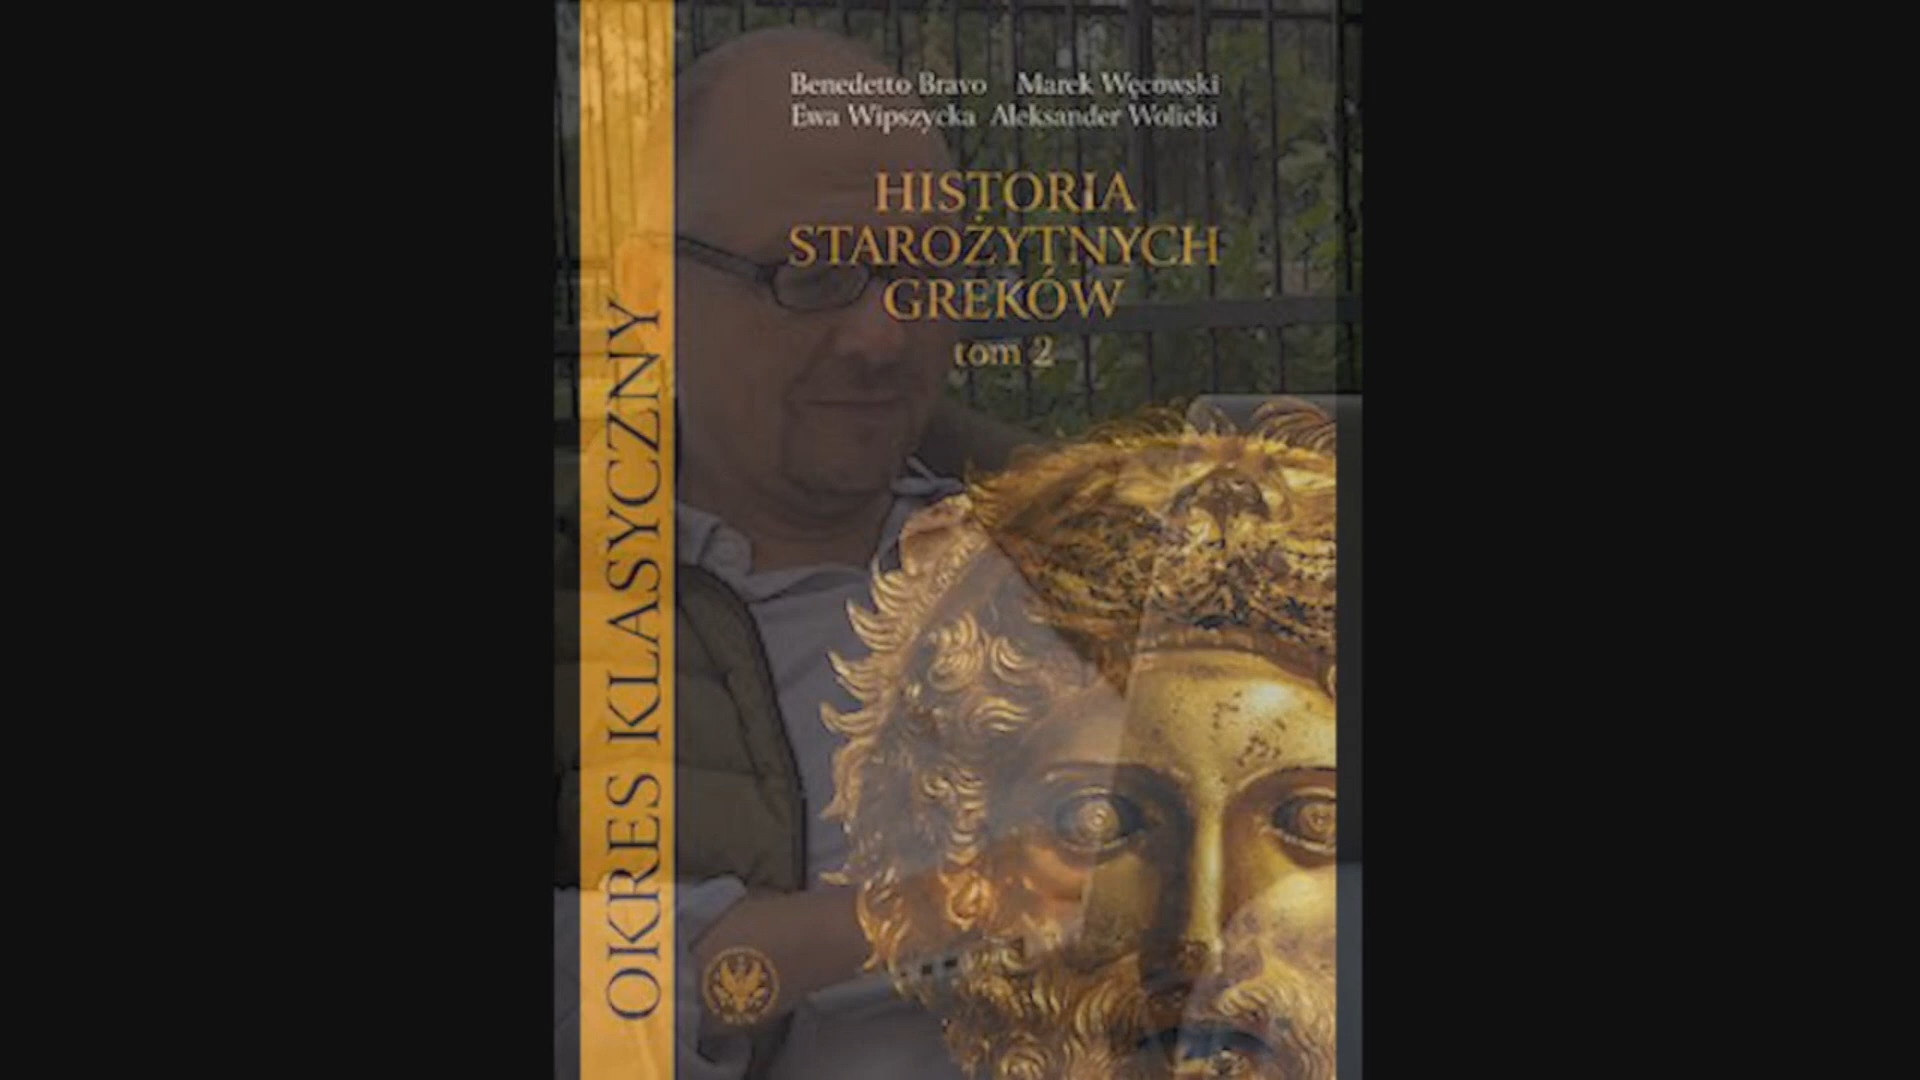 Benedetto Bravo Marek Węcowski
Ewa Wipszycka Aleksander Wolicki
HISTORIA
STAROŻYTNYCH
GREKÓW
tom 2
OKRES KLASYCZNY